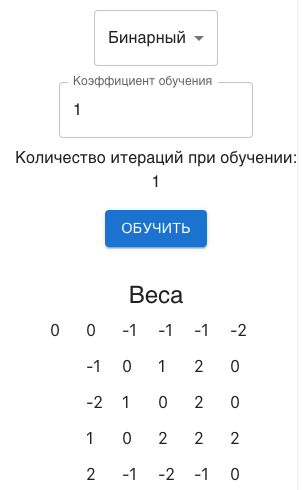 Бинарный
Коэффициент обучения
1
Количество итераций при обучении:
1
ОБУЧИТЬ
Веса
0 0 -1 -1 -1 -2
-1 0 1 2 0
-2 1 0 2 0
1 0 2 2 2
2 -1 -2 -1 0